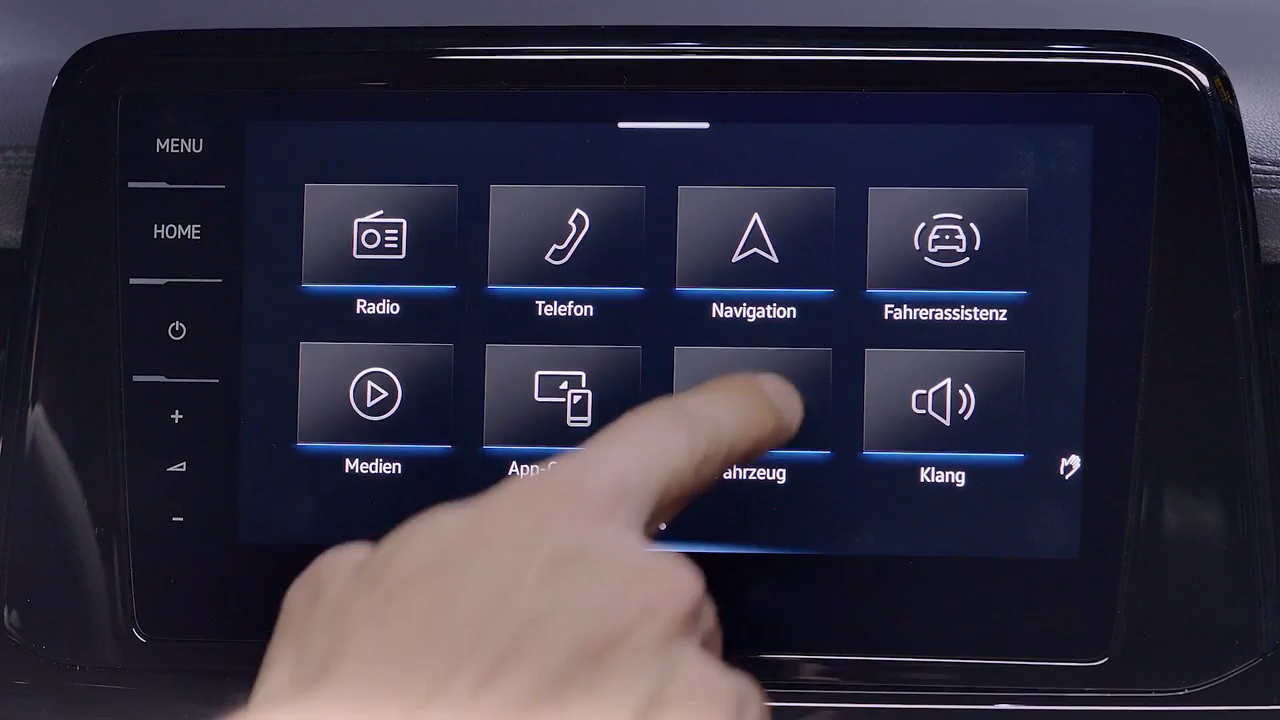 MENU
HOME
+
-
Radio
Telefon
Navigation
Fahrerassistenz
Medien
Klang